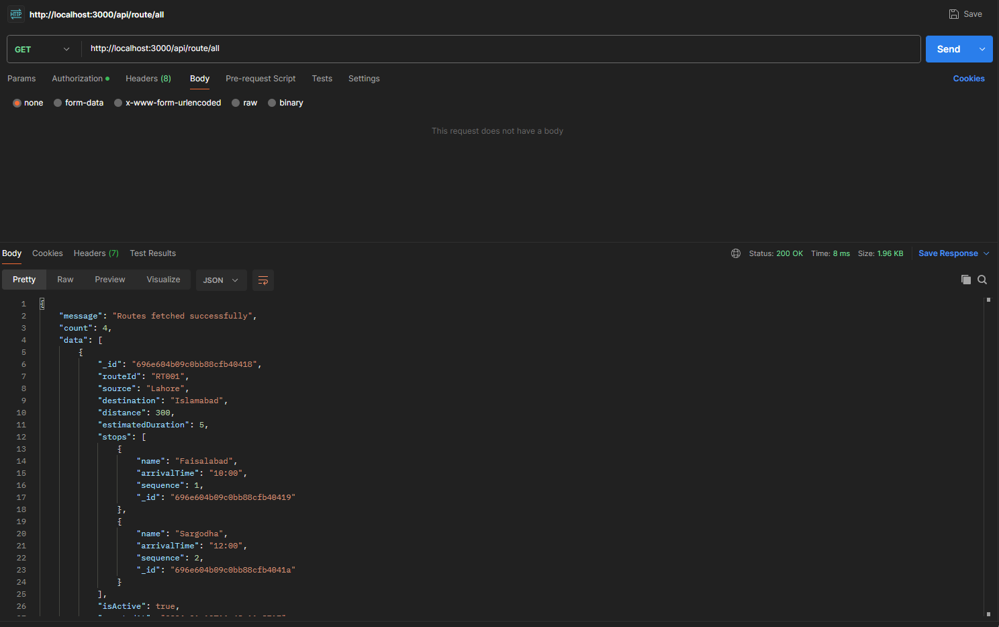 HTTP http://localhost:3000/api/route/all Save
GET http://localhost:3000/api/route/all Send
Params Authorization Headers (8) Body Pre-request Script Tests Settings Cookies
none form-data x-www-form-urlencoded raw binary
This request does not have a body
Body Cookies Headers (7) Test Results Status: 200 OK Time: 8 ms Size: 1.96 KB Save Response
Pretty Raw Preview Visualize JSON
1 {
2 "message": "Routes fetched successfully",
3 "count": 4,
4 "data": [
5 {
6 "_id": "696e604b09c0bb88cfb40418",
7 "routeId": "RT001",
8 "source": "Lahore",
9 "destination": "Islamabad",
10 "distance": 300,
11 "estimatedDuration": 5,
12 "stops": [
13 {
14 "name": "Faisalabad",
15 "arrivalTime": "10:00",
16 "sequence": 1,
17 "_id": "696e604b09c0bb88cfb40419"
18 },
19 {
20 "name": "Sargodha",
21 "arrivalTime": "12:00",
22 "sequence": 2,
23 "_id": "696e604b09c0bb88cfb4041a"
24 }
25 ],
26 "isActive": true,